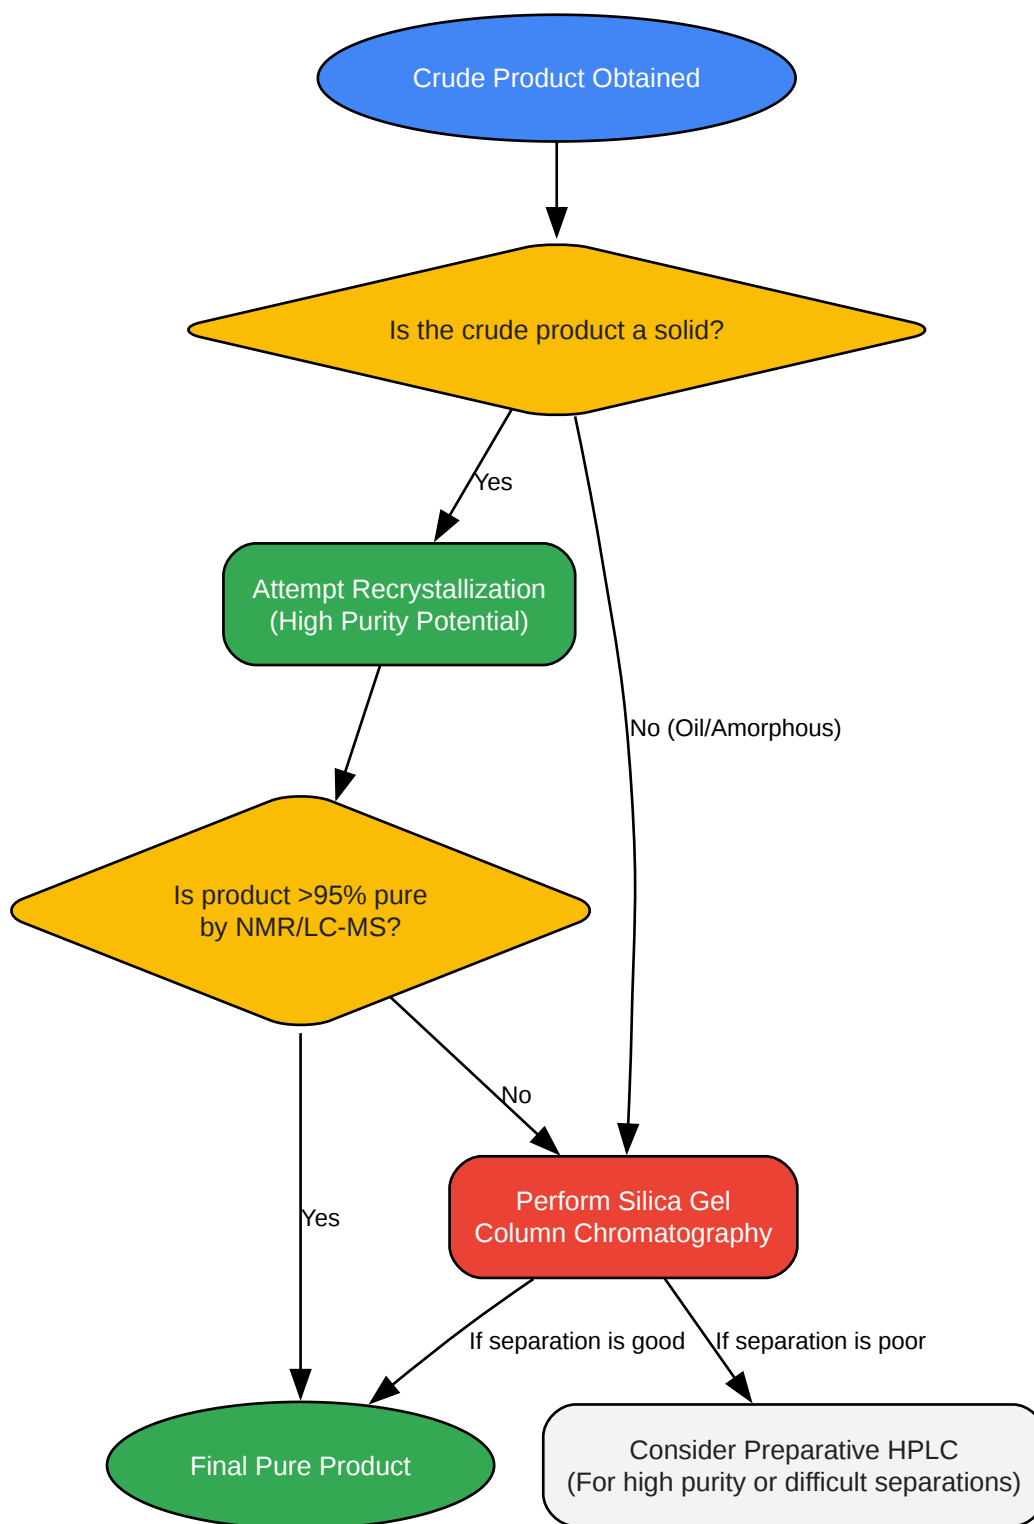 Crude Product Obtained
Is the crude product a solid?
Yes
Attempt Recrystallization
(High Purity Potential)
No (Oil/Amorphous)
Is product >95% pure
by NMR/LC-MS?
No
Perform Silica Gel
Column Chromatography
Yes
If separation is good
If separation is poor
Final Pure Product
Consider Preparative HPLC
(For high purity or difficult separations)